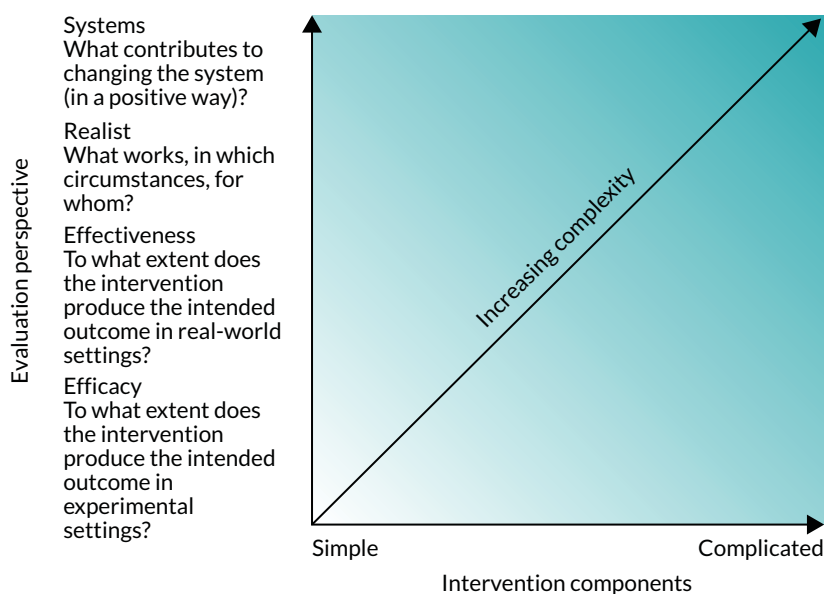 Systems
What contributes to
changing the system
(in a positive way)?
Realist
What works, in which
circumstances, for
whom?
Effectiveness
To what extent does
the intervention
produce the intended
outcome in real-world
settings?
Efficacy
To what extent does
the intervention
produce the intended
outcome in
experimental
settings?
Evaluation perspective
Increasing complexity
Simple
Complicated
Intervention components